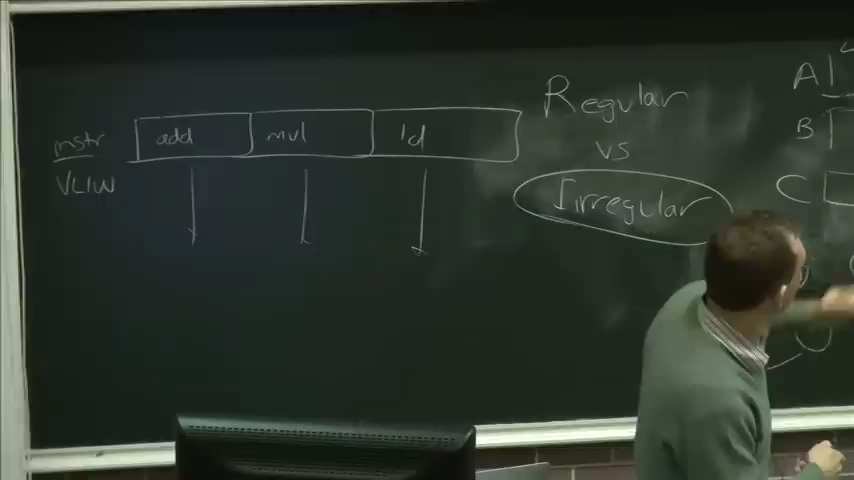 instr
VLIW
add mul ld
Regular
vs
Irregular
A
B
C